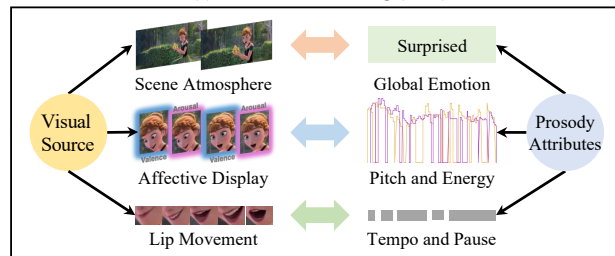 Surprised
Scene Atmosphere
Global Emotion
Visual
Source
Arousal
Arousal
Valence
Valence
Prosody
Attributes
Affective Display
Pitch and Energy
Lip Movement
Tempo and Pause